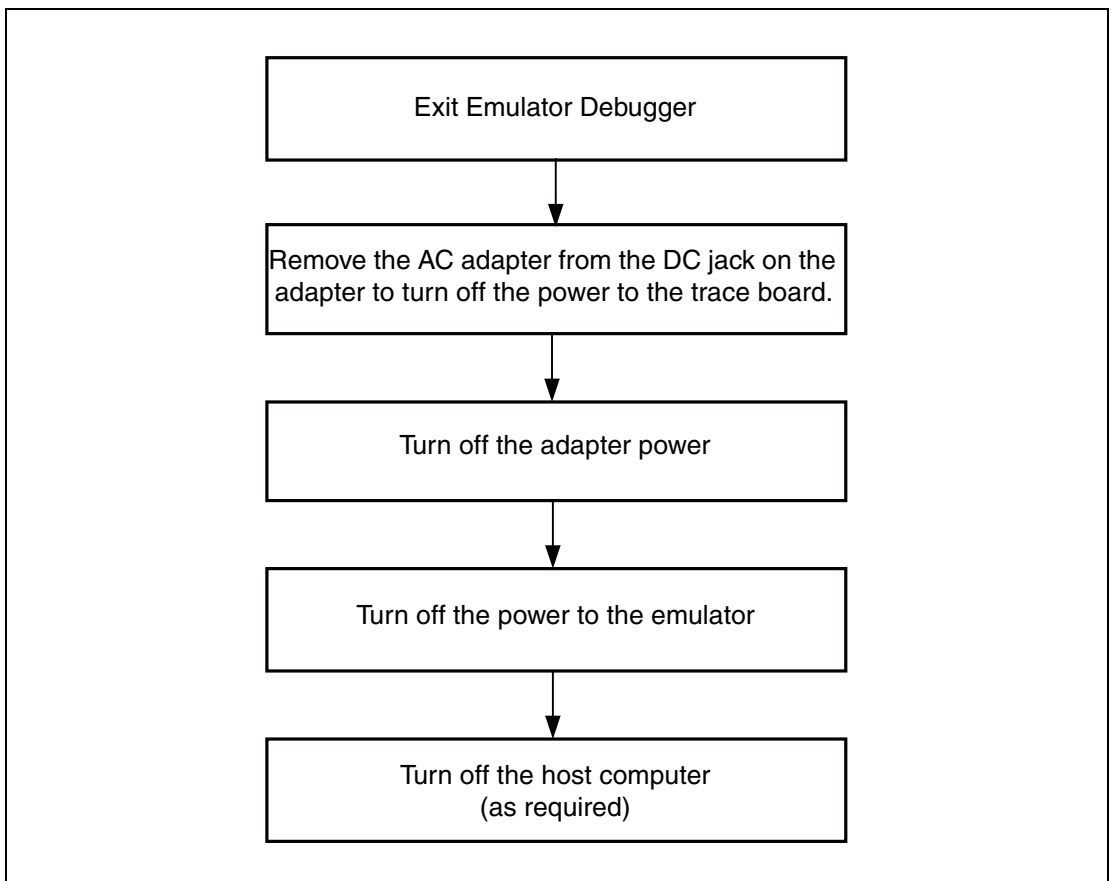 Exit Emulator Debugger
Remove the AC adapter from the DC jack on the
adapter to turn off the power to the trace board.
Turn off the adapter power
Turn off the power to the emulator
Turn off the host computer
(as required)